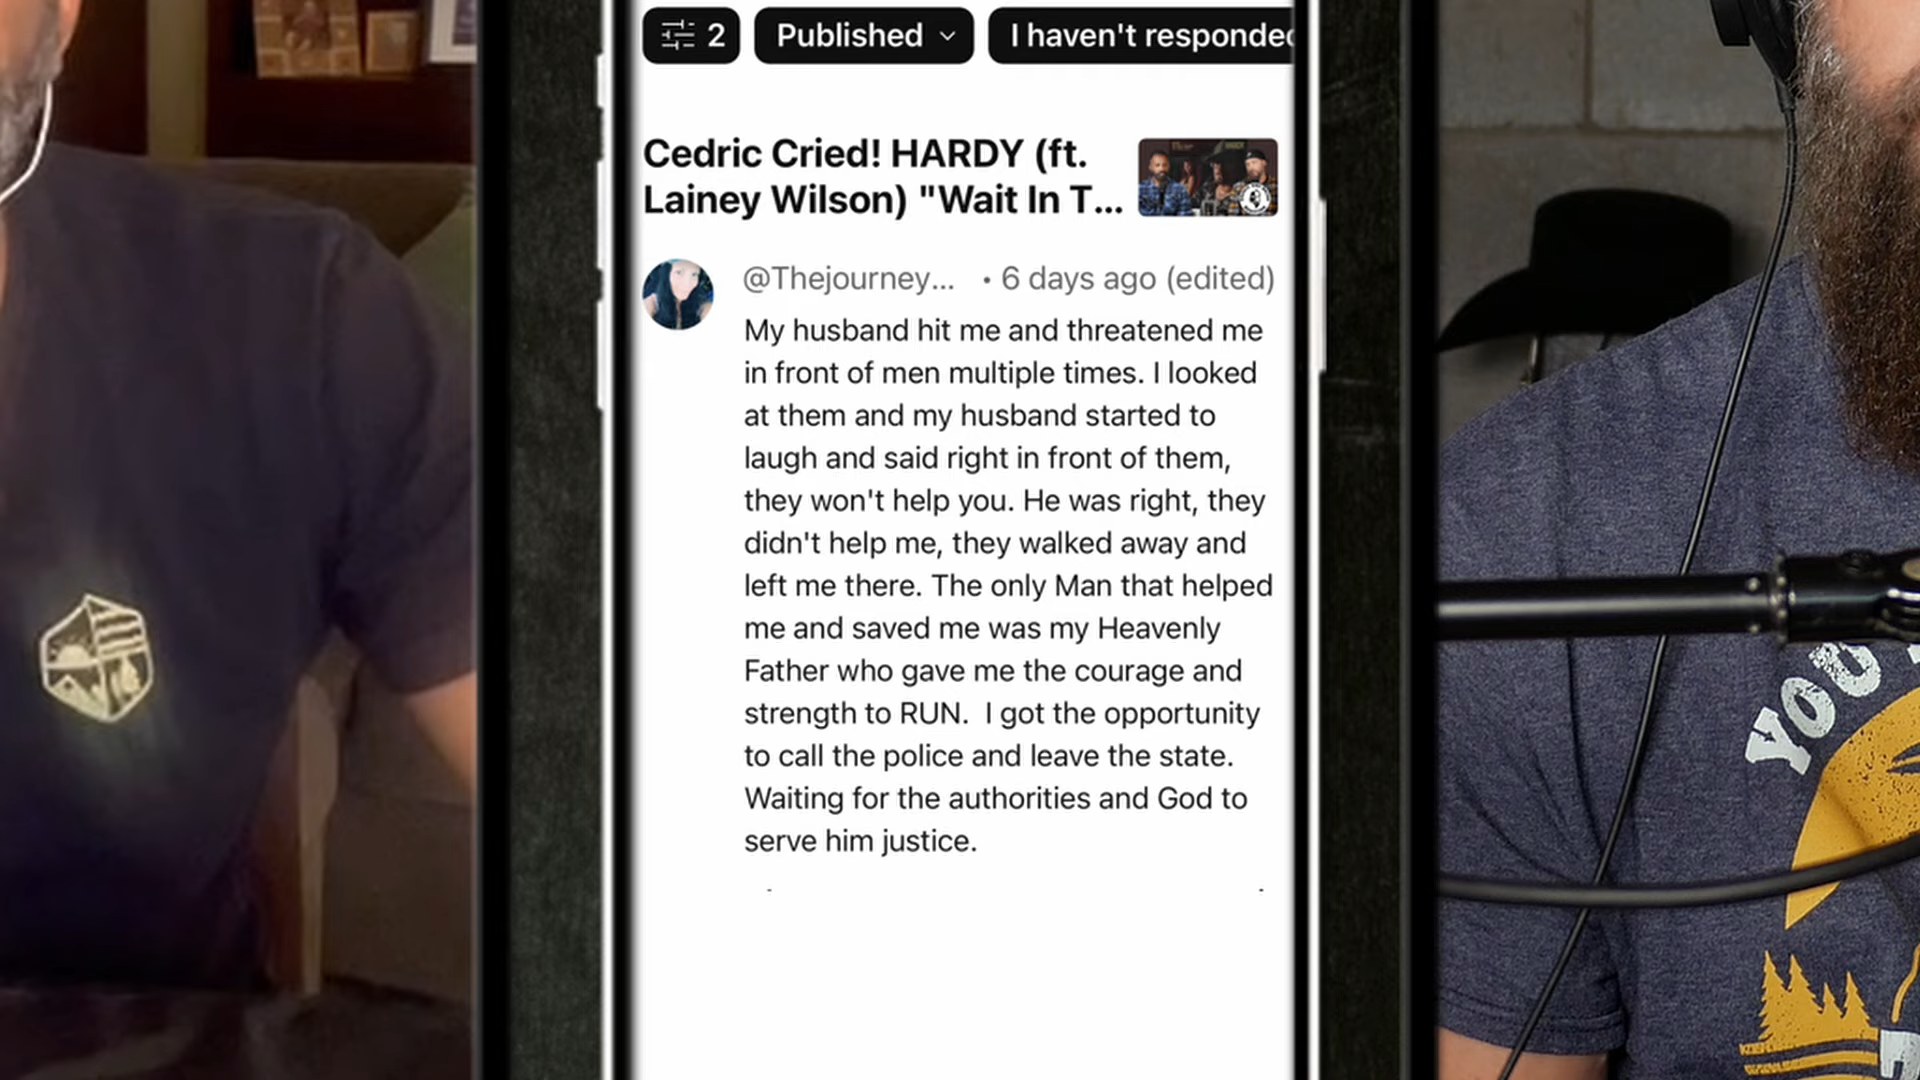 2
Published
I haven't responded
Cedric Cried! HARDY (ft.
Lainey Wilson) "Wait In T...
@Thejourney... • 6 days ago (edited)
My husband hit me and threatened me
in front of men multiple times. I looked
at them and my husband started to
laugh and said right in front of them,
they won't help you. He was right, they
didn't help me, they walked away and
left me there. The only Man that helped
me and saved me was my Heavenly
Father who gave me the courage and
strength to RUN.  I got the opportunity
to call the police and leave the state.
Waiting for the authorities and God to
serve him justice.
YOU